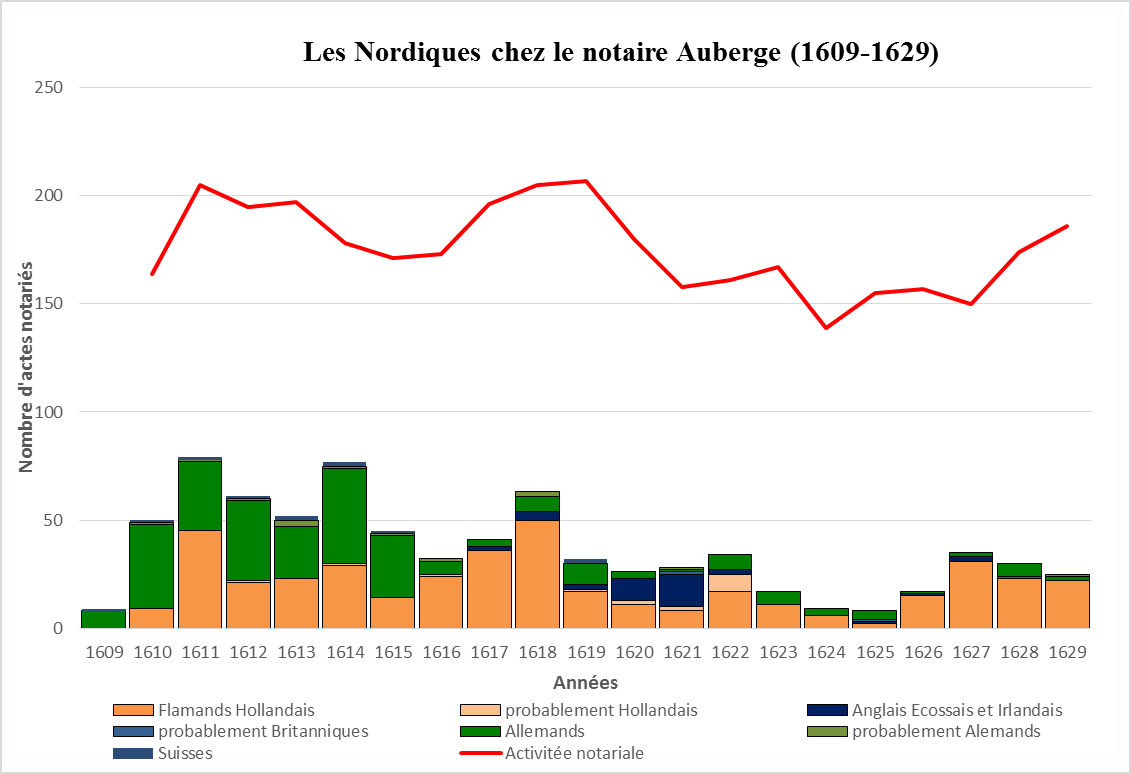 Les Nordiques chez le notaire Auberge (1609-1629)
250
200
150
100
50
0
Nombre d'actes notariés
1609 1610 1611 1612 1613 1614 1615 1616 1617 1618 1619 1620 1621 1622 1623 1624 1625 1626 1627 1628 1629
Années
Flamands Hollandais probablement Hollandais Anglais Ecossais et Irlandais
probablement Britanniques Allemands probablement Alemands
Suisses Activitée notariale